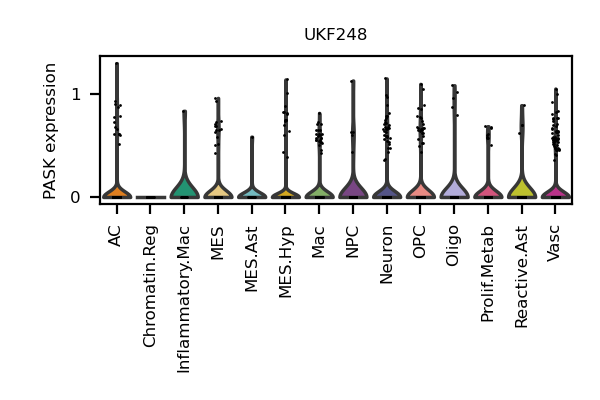 UKF248
PASK expression
1
0
AC
Chromatin.Reg
Inflammatory.Mac
MES
MES.Ast
MES.Hyp
Mac
NPC
Neuron
OPC
Oligo
Prolif.Metab
Reactive.Ast
Vasc